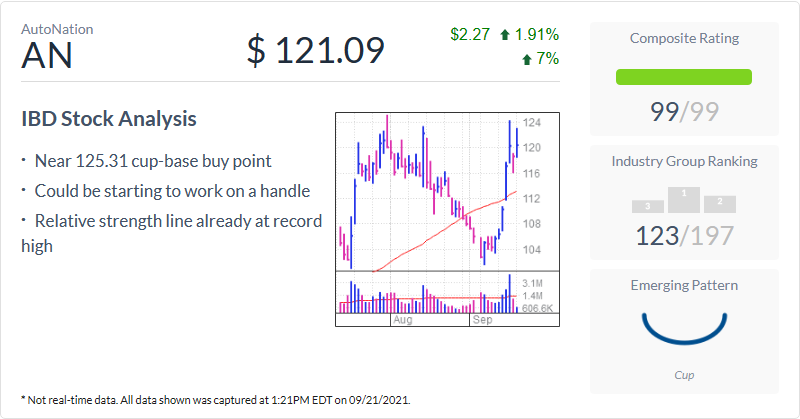 AutoNation
AN
$ 121.09
$2.27 1.91%
7%
IBD Stock Analysis
· Near 125.31 cup-base buy point
· Could be starting to work on a handle
· Relative strength line already at record
high
124
120
116
112
108
104
3.1M
1.4M
606.6K
Aug
Sep
Composite Rating
99/99
Industry Group Ranking
3
1
2
123/197
Emerging Pattern
Cup
* Not real-time data. All data shown was captured at 1:21PM EDT on 09/21/2021.